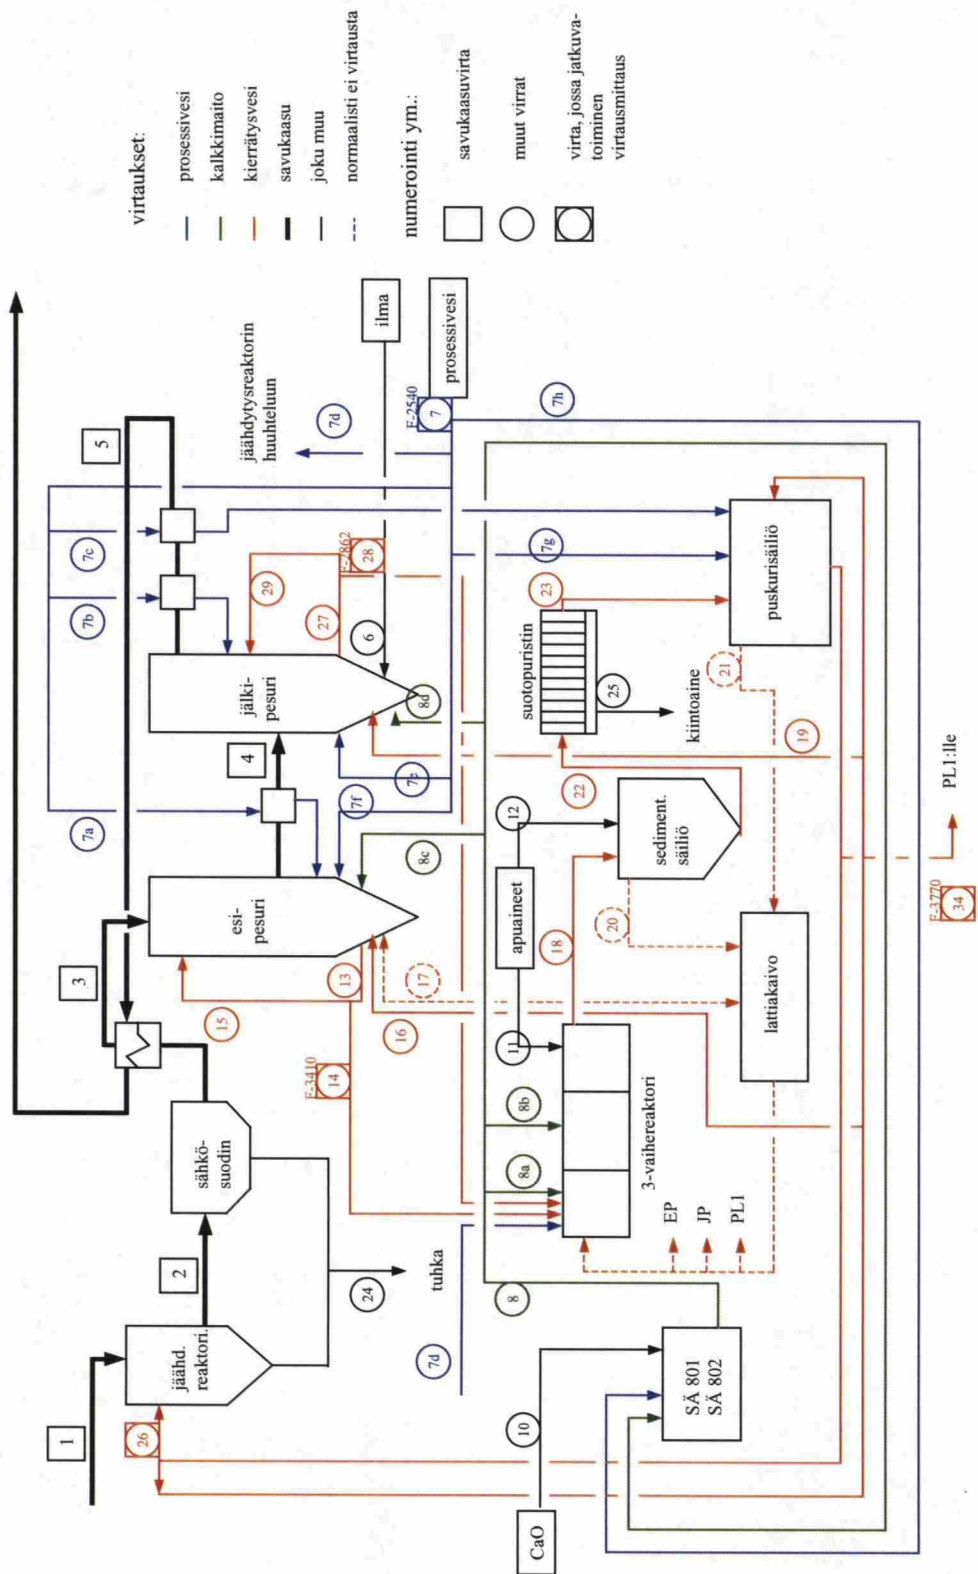 virtaukset:
prosessivesi
kalkkimaito
kierrätysvesi
savukaasu
joku muu
normaalisti ei virtausta
numerointi ym.:
savukaasuvirta
muut virrat
virta, jossa jatkuva-
toiminen
virtausmittaus
1
2
3
4
5
jäähd.
reaktori.
sähkö-
suodin
esi-
pesuri
jälki-
pesuri
26
24
tuhka
15
13
F-3410
14
16
17
7a
7b
7c
7d
7e
7f
7g
7h
jäähdytysreaktorin
huuhteluun
ilma
prosessivesi
F-2540
7
29
27
F-2862
28
6
8d
8c
7d
8
8a
8b
11
12
apuaineet
3-vaihereaktori
18
sediment.
säiliö
20
22
suotopuristin
23
25
kiintoaine
puskurisäiliö
21
19
lattiakaivo
EP
JP
PL1
PL1:lle
F-3770
34
CaO
10
SÄ 801
SÄ 802